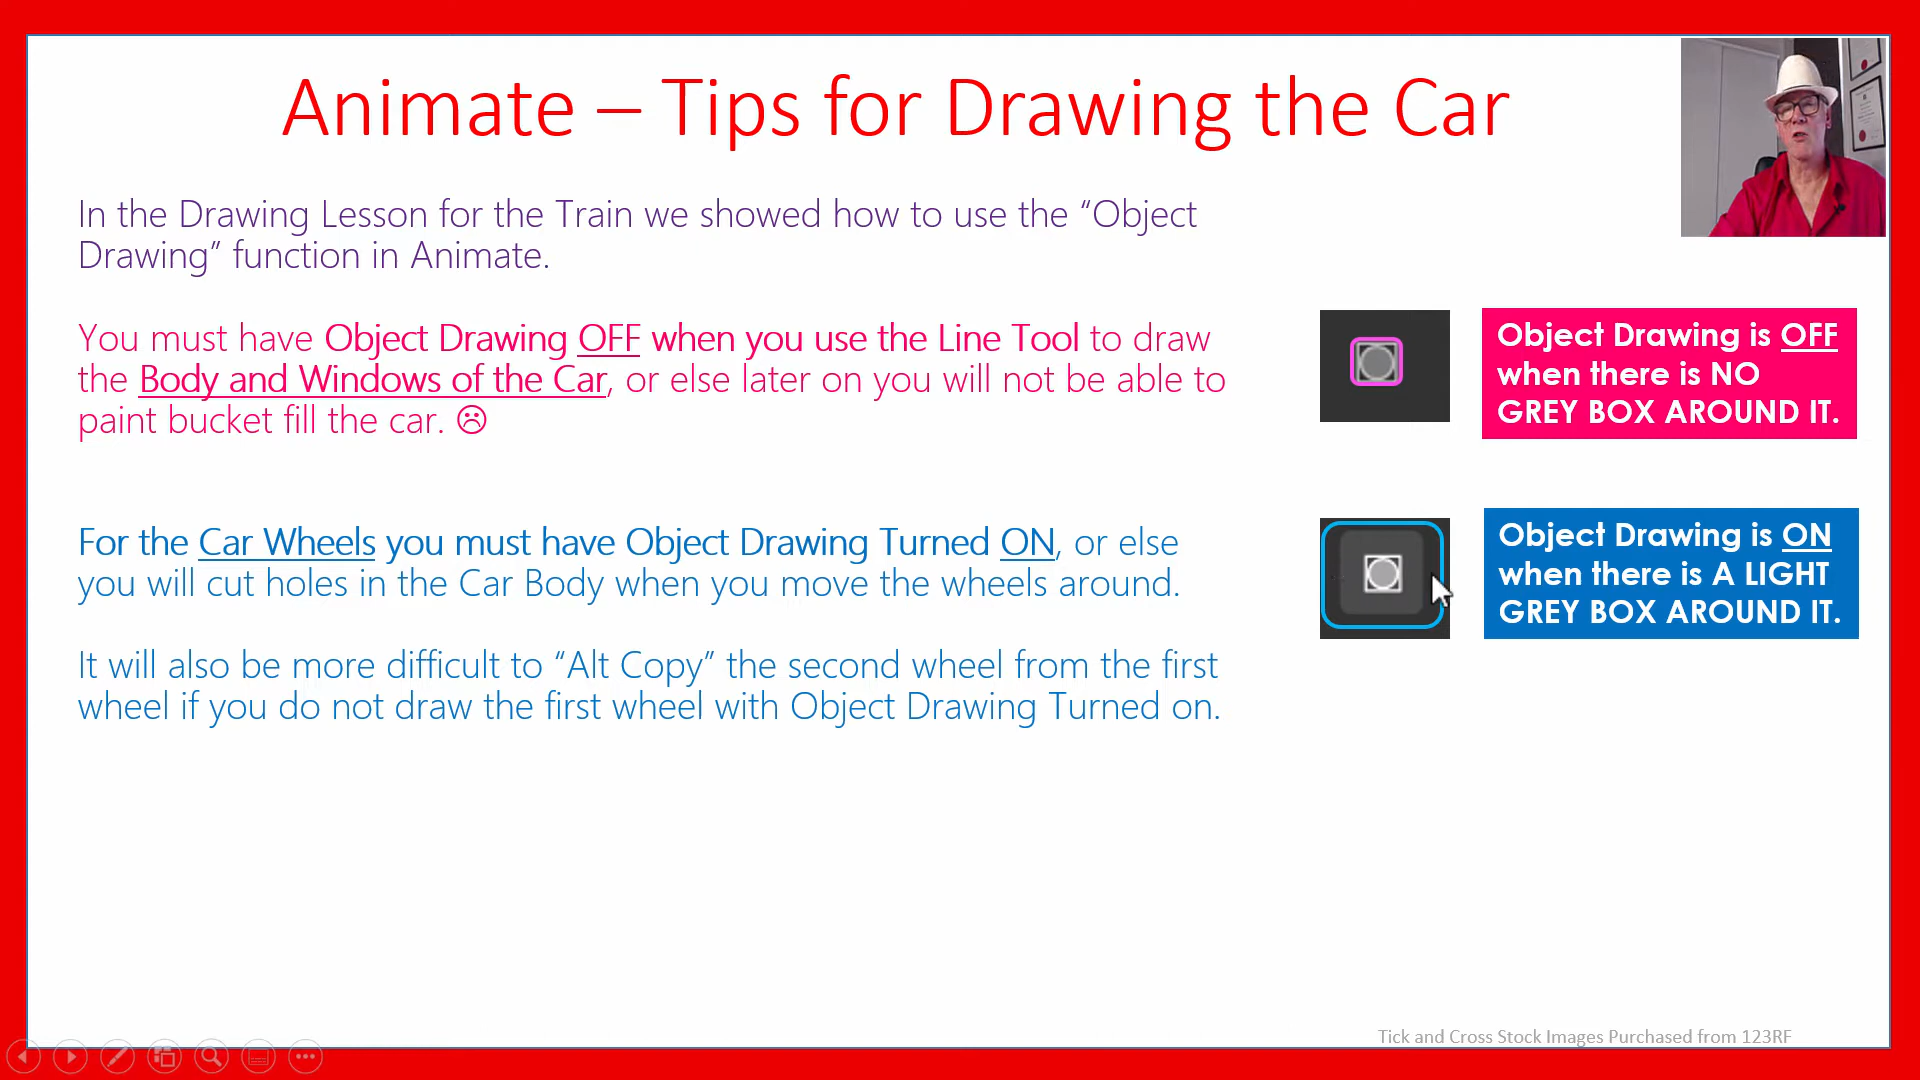 Animate – Tips for Drawing the Car
In the Drawing Lesson for the Train we showed how to use the “Object
Drawing” function in Animate.
You must have Object Drawing OFF when you use the Line Tool to draw
the Body and Windows of the Car, or else later on you will not be able to
paint bucket fill the car. ☹
Object Drawing is OFF
when there is NO
GREY BOX AROUND IT.
For the Car Wheels you must have Object Drawing Turned ON, or else
you will cut holes in the Car Body when you move the wheels around.
It will also be more difficult to “Alt Copy” the second wheel from the first
wheel if you do not draw the first wheel with Object Drawing Turned on.
Object Drawing is ON
when there is A LIGHT
GREY BOX AROUND IT.
Tick and Cross Stock Images Purchased from 123RF